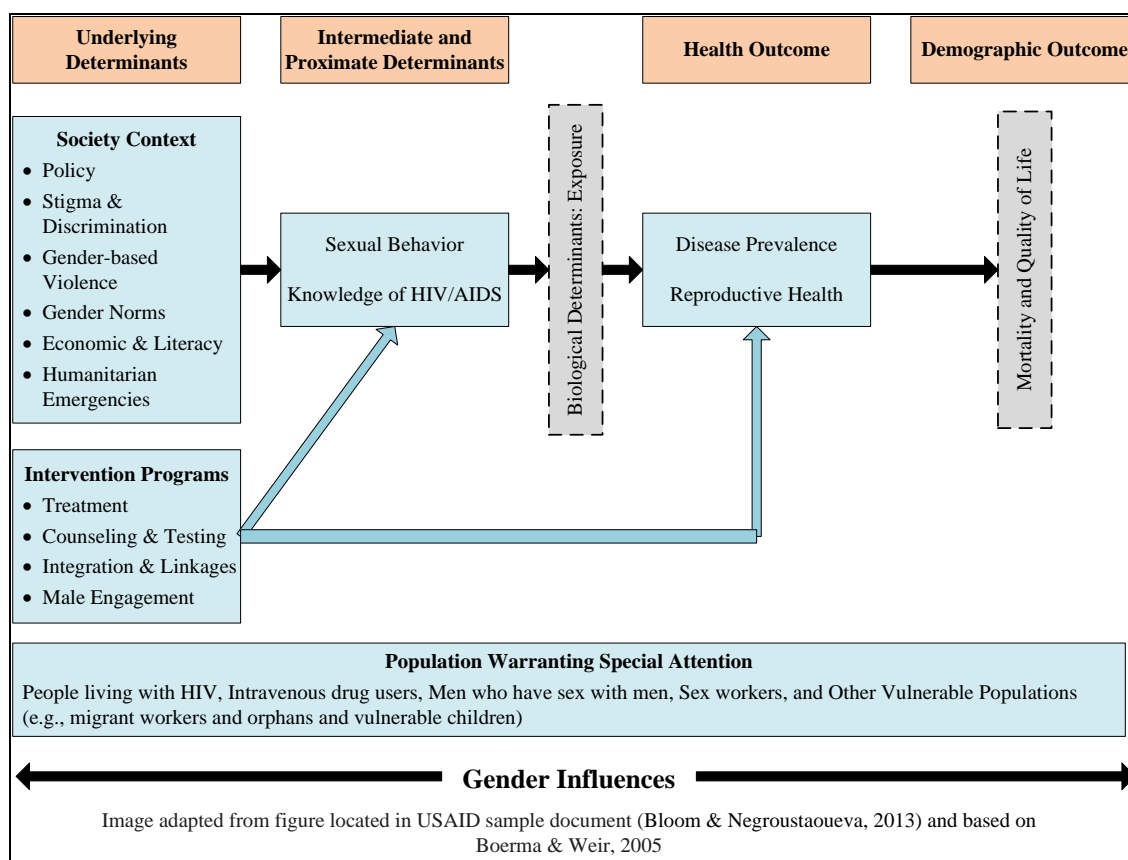 Underlying
Determinants
Intermediate and
Proximate Determinants
Health Outcome
Demographic Outcome
Society Context
• Policy
• Stigma &
Discrimination
• Gender-based
Violence
• Gender Norms
• Economic & Literacy
• Humanitarian
Emergencies
Sexual Behavior
Knowledge of HIV/AIDS
Biological Determinants: Exposure
Disease Prevalence
Reproductive Health
Mortality and Quality of Life
Intervention Programs
• Treatment
• Counseling & Testing
• Integration & Linkages
• Male Engagement
Population Warranting Special Attention
People living with HIV, Intravenous drug users, Men who have sex with men, Sex workers, and Other Vulnerable Populations
(e.g., migrant workers and orphans and vulnerable children)
Gender Influences
Image adapted from figure located in USAID sample document (Bloom & Negroustaoueva, 2013) and based on
Boerma & Weir, 2005